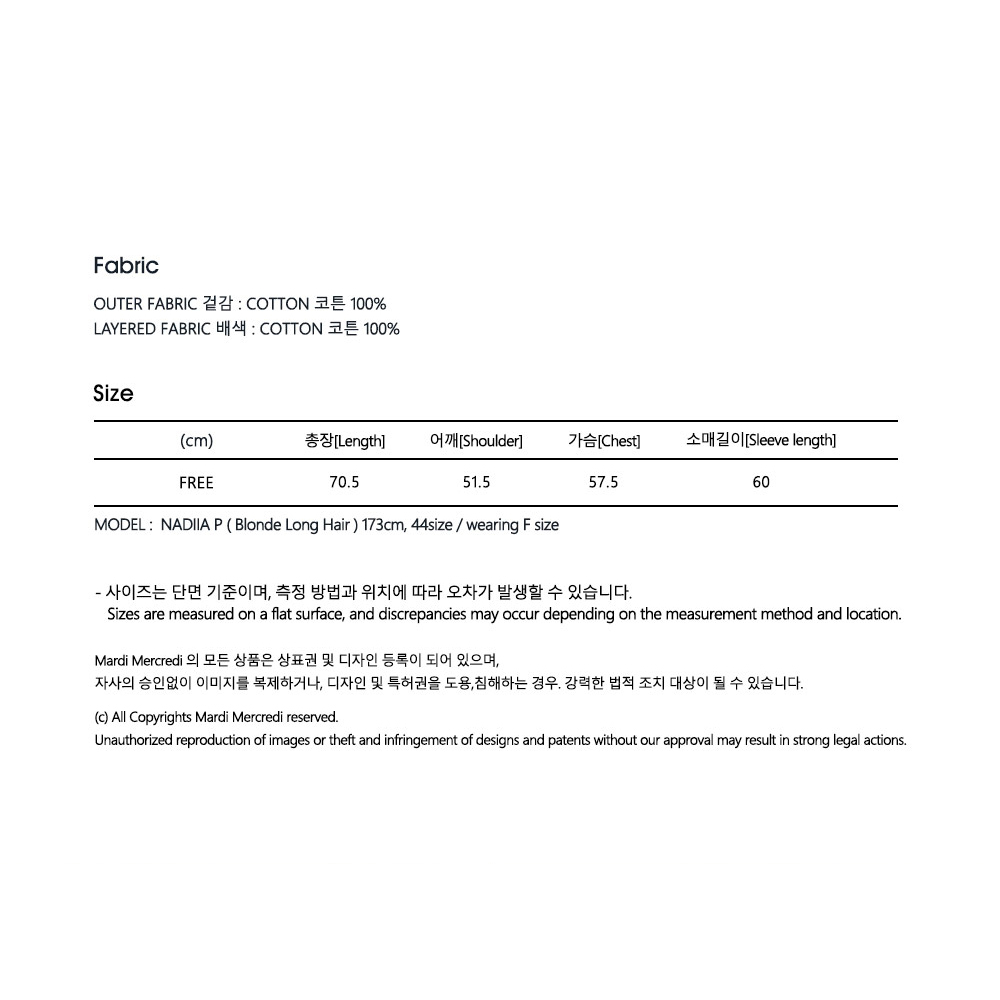 Fabric
OUTER FABRIC 겉감 : COTTON 코튼 100%
LAYERED FABRIC 배색 : COTTON 코튼 100%
Size
(cm) 총장[Length] 어깨[Shoulder] 가슴[Chest] 소매길이[Sleeve length]
FREE 70.5 51.5 57.5 60
MODEL : NADIIA P ( Blonde Long Hair ) 173cm, 44size / wearing F size
- 사이즈는 단면 기준이며, 측정 방법과 위치에 따라 오차가 발생할 수 있습니다.
Sizes are measured on a flat surface, and discrepancies may occur depending on the measurement method and location.
Mardi Mercredi 의 모든 상품은 상표권 및 디자인 등록이 되어 있으며,
자사의 승인없이 이미지를 복제하거나, 디자인 및 특허권을 도용,침해하는 경우. 강력한 법적 조치 대상이 될 수 있습니다.
(c) All Copyrights Mardi Mercredi reserved.
Unauthorized reproduction of images or theft and infringement of designs and patents without our approval may result in strong legal actions.